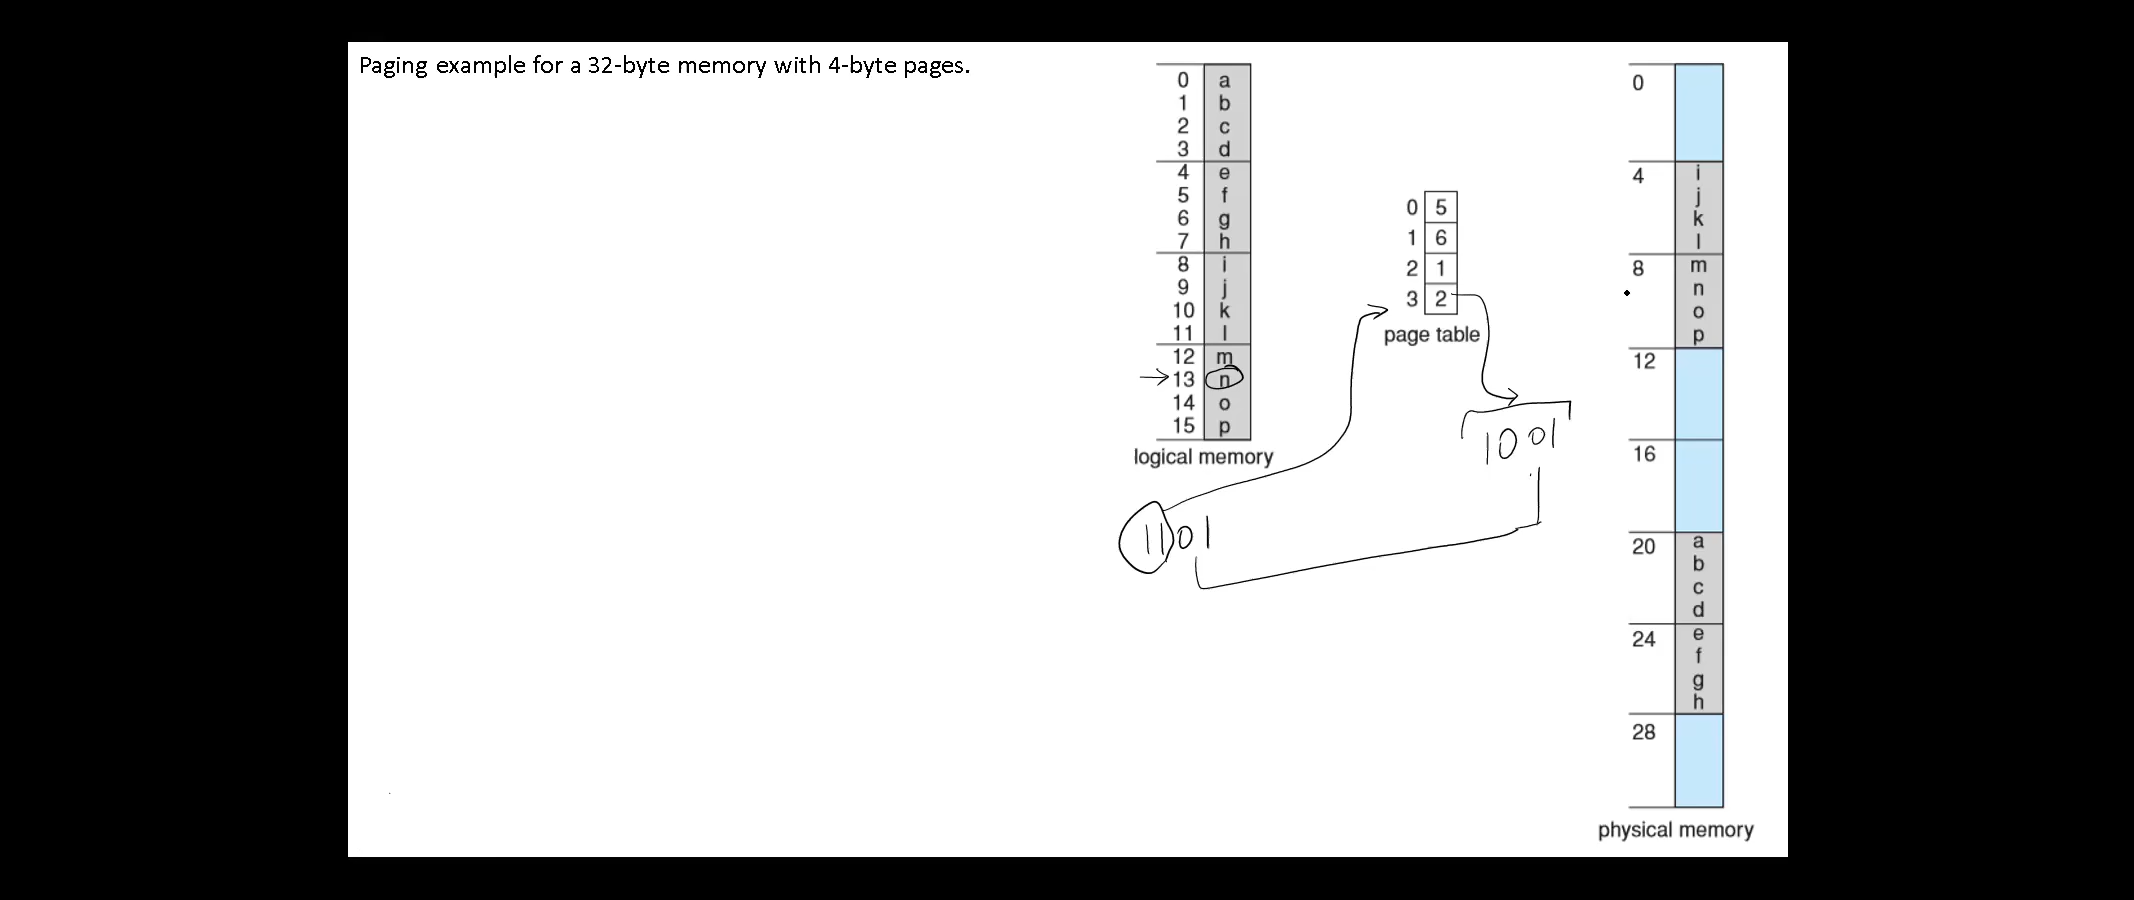 Paging example for a 32-byte memory with 4-byte pages.
0 a
1 b
2 c
3 d
4 e
5 f
6 g
7 h
8 i
9 j
10 k
11 l
12 m
13 n
14 o
15 p
logical memory
1101
0 5
1 6
2 1
3 2
page table
1001
0
4 i
j
k
l
8 m
n
o
p
12
16
20 a
b
c
d
24 e
f
g
h
28
physical memory